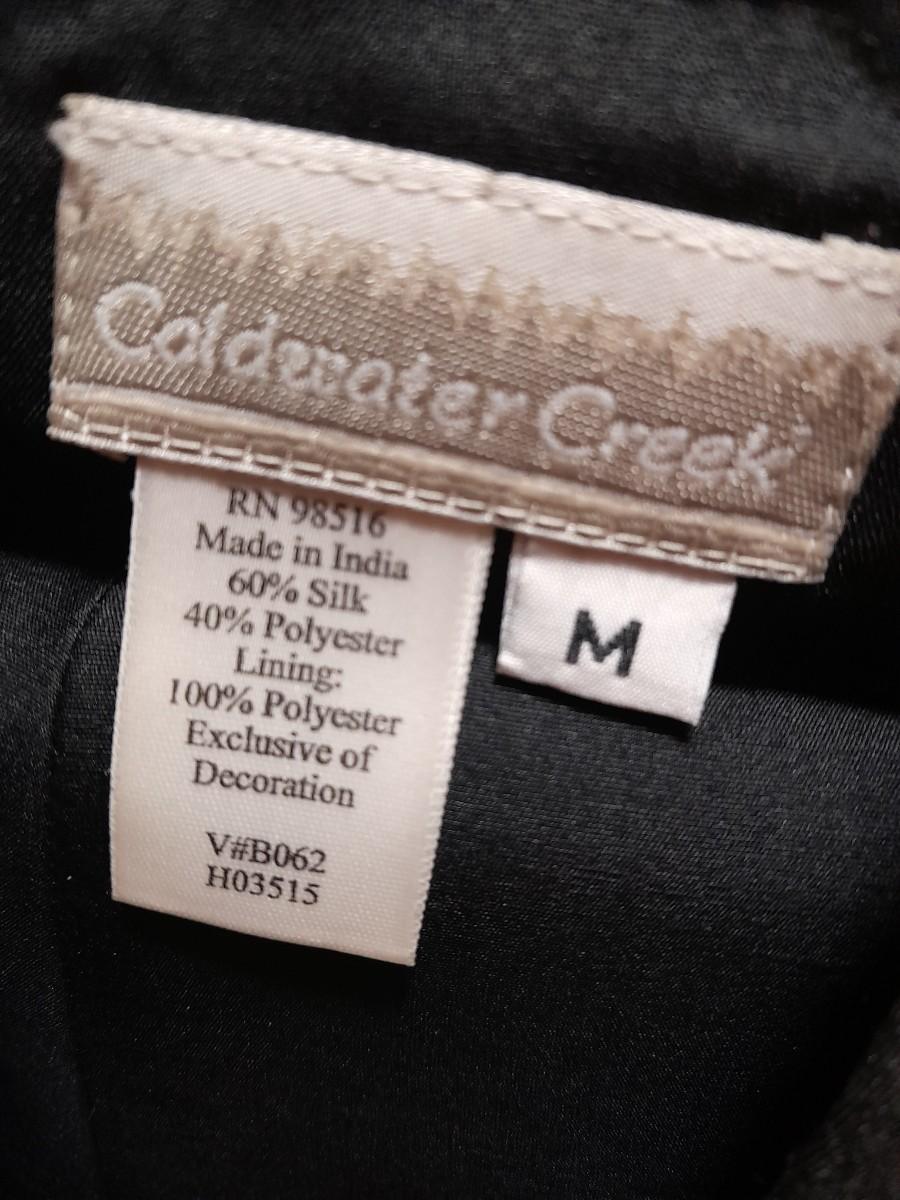 Coldwater Creek
RN 98516
Made in India
60% Silk
40% Polyester
Lining:
100% Polyester
Exclusive of
Decoration
V#B062
H03515
M